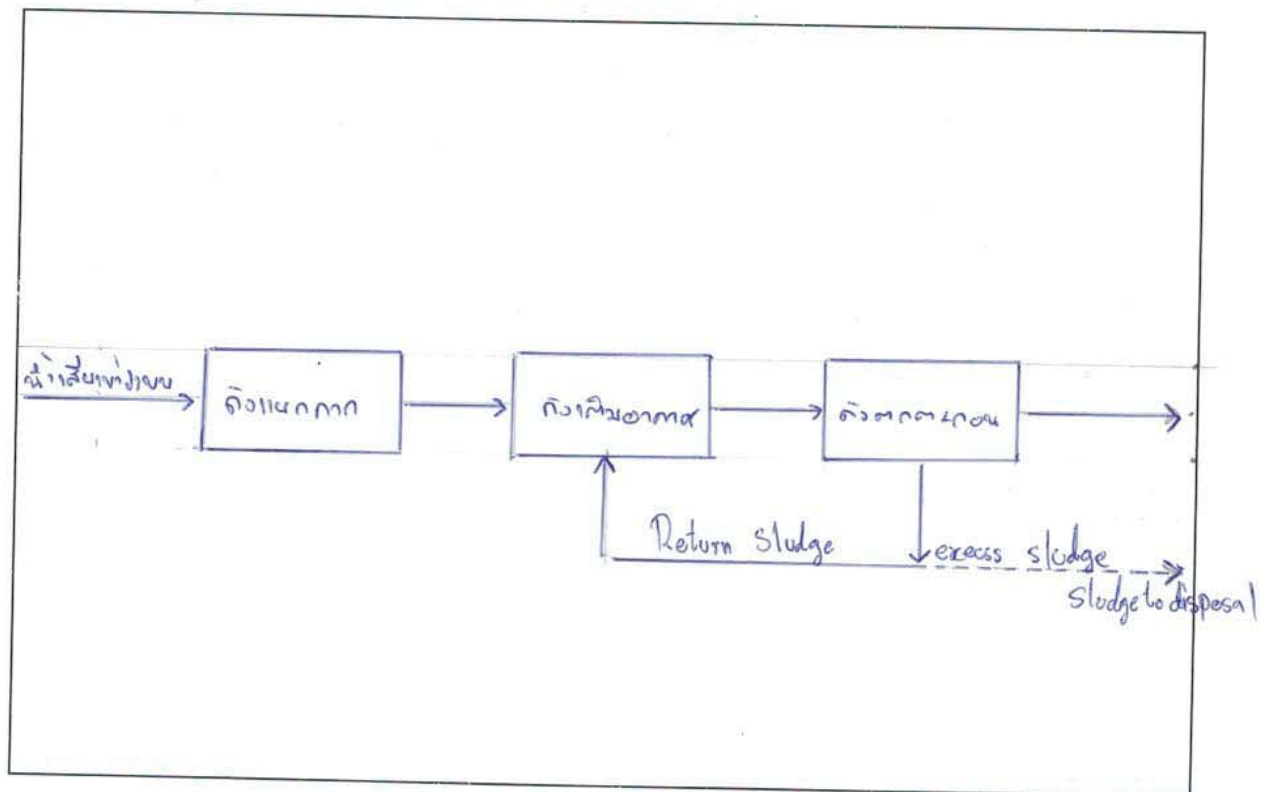 น้ำเสียเข้าระบบ
ถังแยกกาก
ถังเติมอากาศ
ถังตกตะกอน
Return Sludge
excess sludge
Sludge to disposal